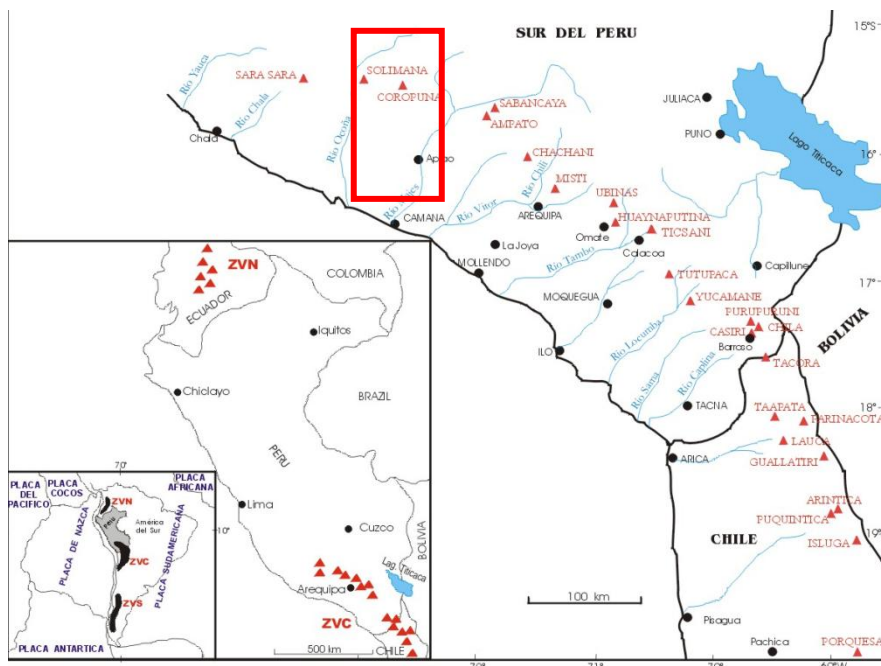 SUR DEL PERU
15°S
Río Yauca
SARA SARA
SOLIMANA
COROPUNA
Río Chala
Chala
Río Ocoña
SABANCAYA
AMPATO
JULIACA
PUNO
Lago Titicaca
16°
Aplao
CHACHANI
Río Chili
MISTI
Río Majes
CAMANA
Río Vitor
AREQUIPA
UBINAS
HUAYNAPUTINA
Omate
TICSANI
Calacoa
La Joya
MOLLENDO
Río Tambo
17°
Capillune
TUTUPACA
MOQUEGUA
YUCAMANE
PURUPURUNI
CHILA
CASIRI
Barroso
BOLIVIA
ILO
Río Locumba
Río Sama
Río Caplina
TACORA
TACNA
18°
TAAPATA
PARINACOTA
LAUCA
ARICA
GUALLATIRI
ARINTICA
PUQUINTICA
CHILE
19°
ISLUGA
100 km
Pisagua
Pachica
PORQUESA
71°
70°
ZVN
COLOMBIA
ECUADOR
Iquitos
Chiclayo
BRAZIL
PERU
Lima
10°
Cuzco
BOLIVIA
Lag. Titicaca
Arequipa
ZVC
500 km
CHILE
70°
PLACA
DEL
PACIFICO
PLACA
COCOS
PLACA
AFRICANA
ZVN
Perú
América
del Sur
PLACA DE NAZCA
ZVC
PLACA SUDAMERICANA
ZVS
PLACA ANTARTICA